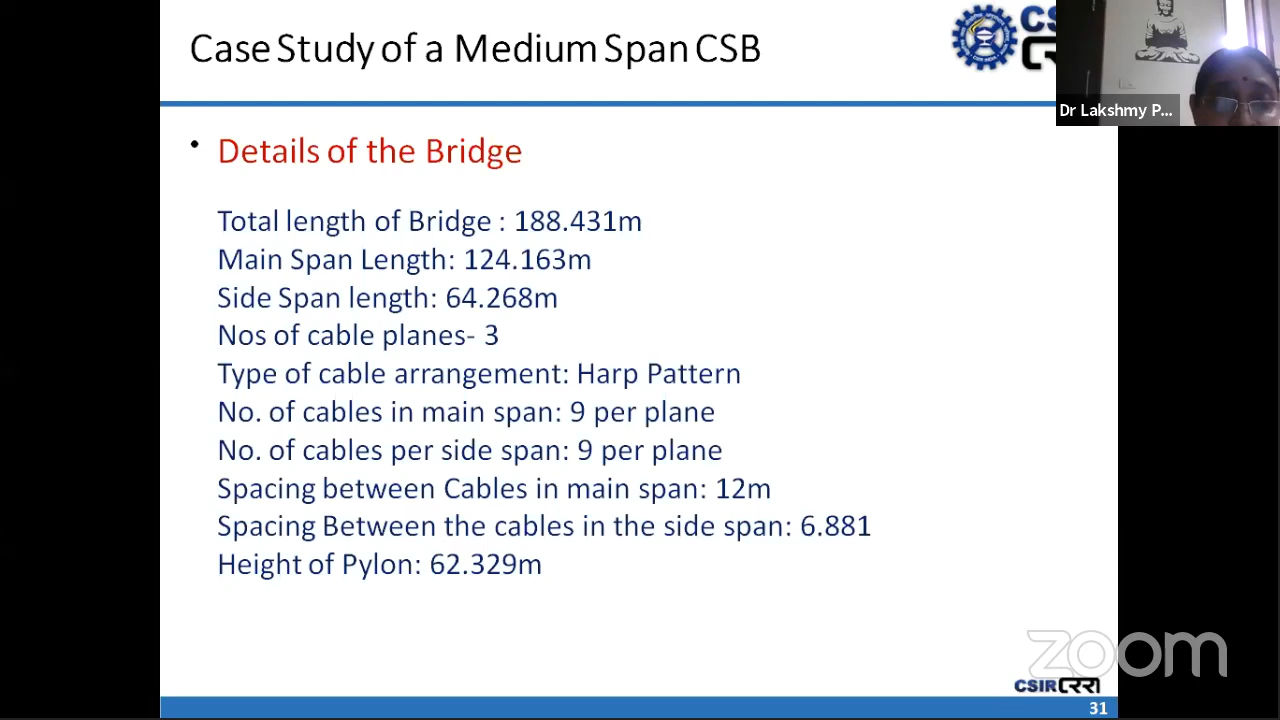 Case Study of a Medium Span CSB
CS
Dr Lakshmy P...
• Details of the Bridge
Total length of Bridge : 188.431m
Main Span Length: 124.163m
Side Span length: 64.268m
Nos of cable planes- 3
Type of cable arrangement: Harp Pattern
No. of cables in main span: 9 per plane
No. of cables per side span: 9 per plane
Spacing between Cables in main span: 12m
Spacing Between the cables in the side span: 6.881
Height of Pylon: 62.329m
zoom
CSIR CRRI
31